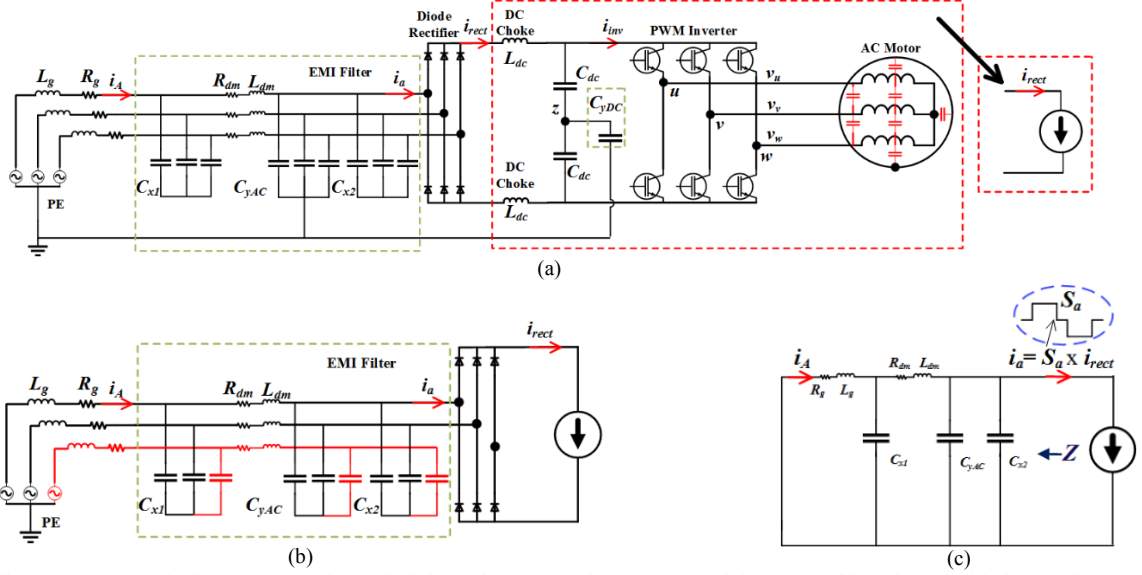 Diode
Rectifier
i_rect
DC
Choke
L_dc
i_inv
PWM Inverter
AC Motor
L_g
R_g
i_A
EMI Filter
R_dm
L_dm
i_a
C_dc
z
C_yDC
u
v
w
v_u
v_v
v_w
i_rect
C_x1
C_yAC
C_x2
C_dc
DC
Choke
L_dc
PE
(a)
i_rect
EMI Filter
L_g
R_g
i_A
R_dm
L_dm
i_a
C_x1
C_yAC
C_x2
PE
(b)
S_a
i_A
i_a= S_a x i_rect
R_g
L_g
R_dm
L_dm
C_x1
C_yAC
C_x2
Z
(c)